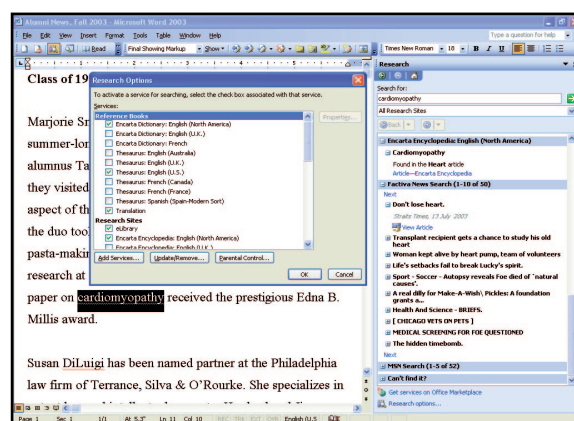 Alumni News, Fall 2003 - Microsoft Word 2003
File Edit View Insert Format Tools Table Window Help
Type a question for help
Read Final Showing Markup Show Times New Roman 18 B I U
Class of 19
Marjorie Sm
summer-lon
alumnus Ta
they visited
aspect of th
the duo took
pasta-makin
research at
paper on cardiomyopathy received the prestigious Edna B.
Millis award.
Susan DiLuigi has been named partner at the Philadelphia
law firm of Terrance, Silva & O'Rourke. She specializes in
Page 1 Sec 1 1/1 At 5.3" Ln 11 Col 10 REC TRK EXT OVR English (U.S
Research Options
To activate a service for searching, select the check box associated with that service.
Services:
Reference Books
Encarta Dictionary: English (North America)
Encarta Dictionary: English (U.K.)
Encarta Dictionary: French
Thesaurus: English (Australia)
Thesaurus: English (U.K.)
Thesaurus: English (U.S.)
Thesaurus: French (Canada)
Thesaurus: French (France)
Thesaurus: Spanish (Spain-Modern Sort)
Translation
Research Sites
eLibrary
Encarta Encyclopedia: English (North America)
Encarta Encyclopedia: English (U.K.)
Properties...
Add Services... Update/Remove... Parental Control...
OK Cancel
Research
Search for:
cardiomyopathy
All Research Sites
Back
Encarta Encyclopedia: English (North America)
Cardiomyopathy
Found in the Heart article
Article—Encarta Encyclopedia
Factiva News Search (1-10 of 50)
Next
Don't lose heart.
Straits Times, 13 July 2003
View Article
Transplant recipient gets a chance to study his old
heart
Woman kept alive by heart pump, team of volunteers
Life's setbacks fail to break Lucky's spirit.
Sport - Soccer - Autopsy reveals Foe died of `natural
causes'.
A real dilly for Make-A-Wish\ Pickles: A foundation
grants a...
Health And Science - BRIEFS.
[ CHICAGO VETS ON PETS ]
MEDICAL SCREENING FOR FOE QUESTIONED
The hidden timebomb.
Next
MSN Search (1-5 of 52)
Can't find it?
Get services on Office Marketplace
Research options...